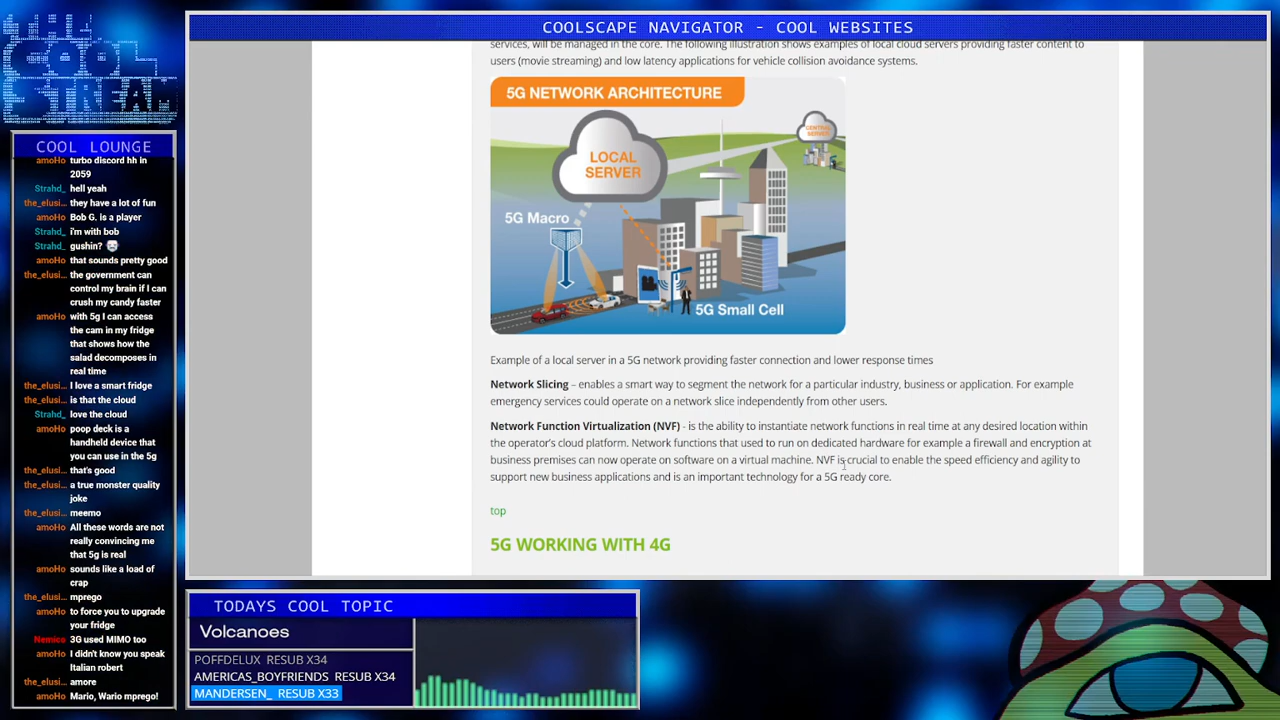 COOLSCAPE NAVIGATOR - COOL WEBSITES
COOL LOUNGE
amoHo turbo discord hh in
2059
Strahd_ hell yeah
the_elusi... they have a lot of fun
amoHo Bob G. is a player
Strahd_ i'm with bob
Strahd_ gushin?
amoHo that sounds pretty good
the_elusi... the government can
control my brain if I can
crush my candy faster
amoHo with 5g I can access
the cam in my fridge
that shows how the
salad decomposes in
real time
the_elusi... I love a smart fridge
the_elusi... is that the cloud
Strahd_ love the cloud
amoHo poop deck is a
handheld device that
you can use in the 5g
the_elusi... that's good
the_elusi... a true monster quality
joke
the_elusi... meemo
amoHo All these words are not
really convincing me
that 5g is real
amoHo sounds like a load of
crap
the_elusi... mprego
amoHo to force you to upgrade
your fridge
Nemico 3G used MIMO too
amoHo I didn't know you speak
Italian robert
the_elusi... amore
amoHo Mario, Wario mprego!
services, will be managed in the core. The following illustration shows examples of local cloud servers providing faster content to
users (movie streaming) and low latency applications for vehicle collision avoidance systems.
5G NETWORK ARCHITECTURE
CENTRAL
SERVER
LOCAL
SERVER
5G Macro
5G Small Cell
Example of a local server in a 5G network providing faster connection and lower response times
Network Slicing – enables a smart way to segment the network for a particular industry, business or application. For example
emergency services could operate on a network slice independently from other users.
Network Function Virtualization (NVF) - is the ability to instantiate network functions in real time at any desired location within
the operator's cloud platform. Network functions that used to run on dedicated hardware for example a firewall and encryption at
business premises can now operate on software on a virtual machine. NVF is crucial to enable the speed efficiency and agility to
support new business applications and is an important technology for a 5G ready core.
top
5G WORKING WITH 4G
TODAYS COOL TOPIC
Volcanoes
POFFDELUX RESUB X34
AMERICAS_BOYFRIENDS RESUB X34
MANDERSEN_ RESUB X33